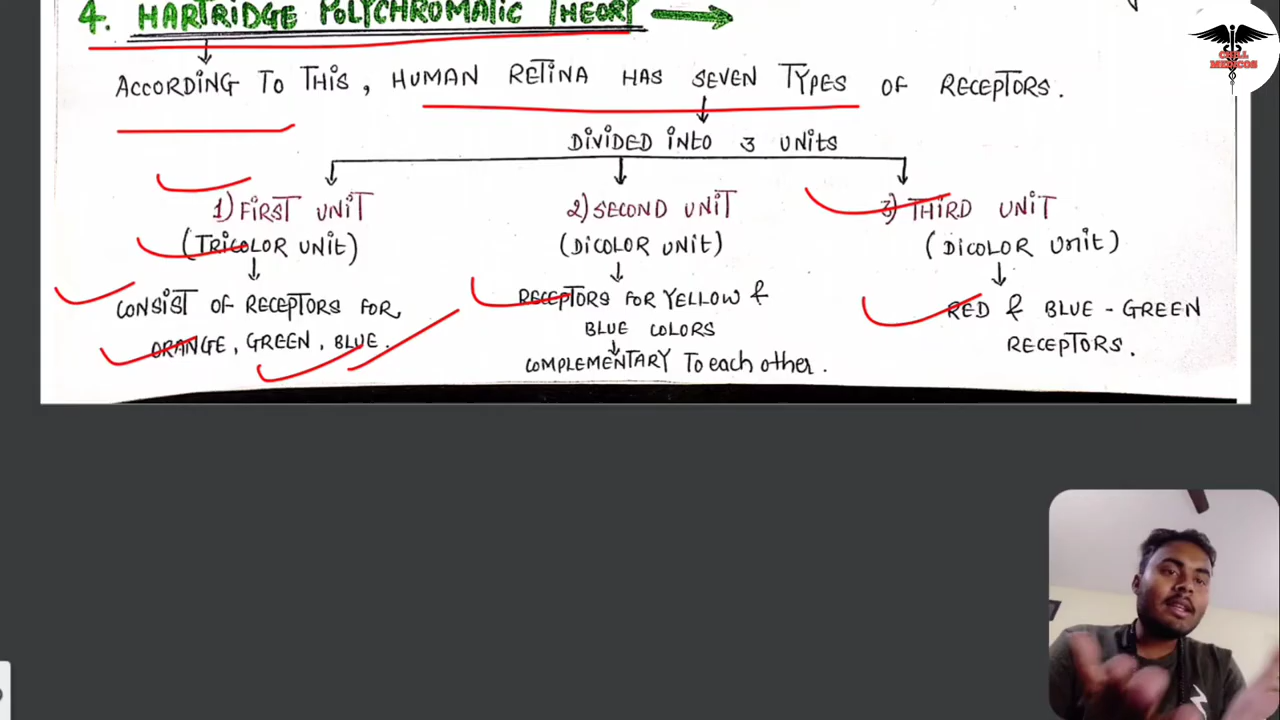 4. HARTRIDGE POLYCHROMATIC THEORY
ACCORDING TO THIS, HUMAN RETINA HAS SEVEN TYPES OF RECEPTORS.
DIVIDED INTO 3 UNITS
1) FIRST UNIT
(TRICOLOR UNIT)
CONSIST OF RECEPTORS FOR
ORANGE, GREEN, BLUE.
2) SECOND UNIT
(DICOLOR UNIT)
RECEPTORS FOR YELLOW &
BLUE COLORS
COMPLEMENTARY To each other.
3) THIRD UNIT
(DICOLOR UNIT)
RED & BLUE-GREEN
RECEPTORS.
CHILL
MEDICOS